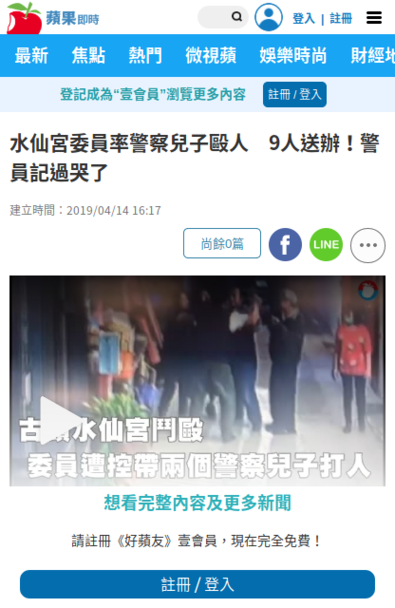 蘋果即時
登入 | 註冊
最新 焦點 熱門 微視蘋 娛樂時尚 財經地
登記成為“壹會員”瀏覽更多內容 註冊 / 登入
水仙宮委員率警察兒子毆人　9人送辦！警
員記過哭了
建立時間：2019/04/14 16:17
尚餘0篇
f
LINE
水仙宮鬥毆
委員遭控帶兩個警察兒子打人
想看完整內容及更多新聞
請註冊《好蘋友》壹會員，現在完全免費！
註冊 / 登入